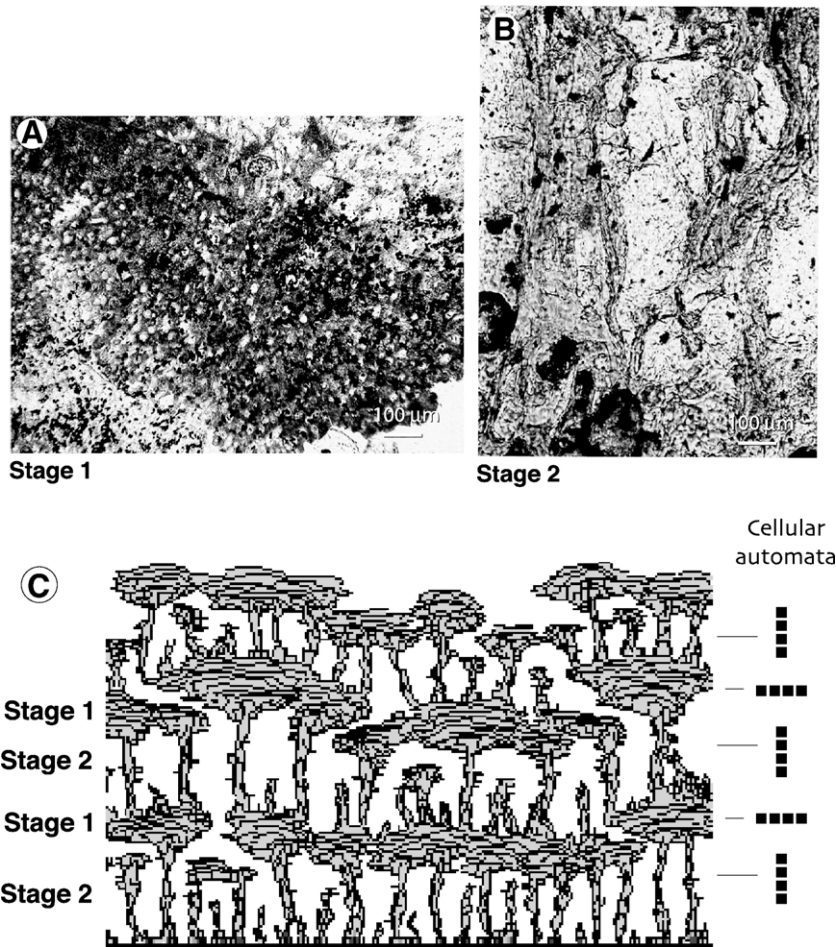 A
100 µm
Stage 1
B
100 µm
Stage 2
C
Cellular
automata
Stage 1
Stage 2
Stage 1
Stage 2